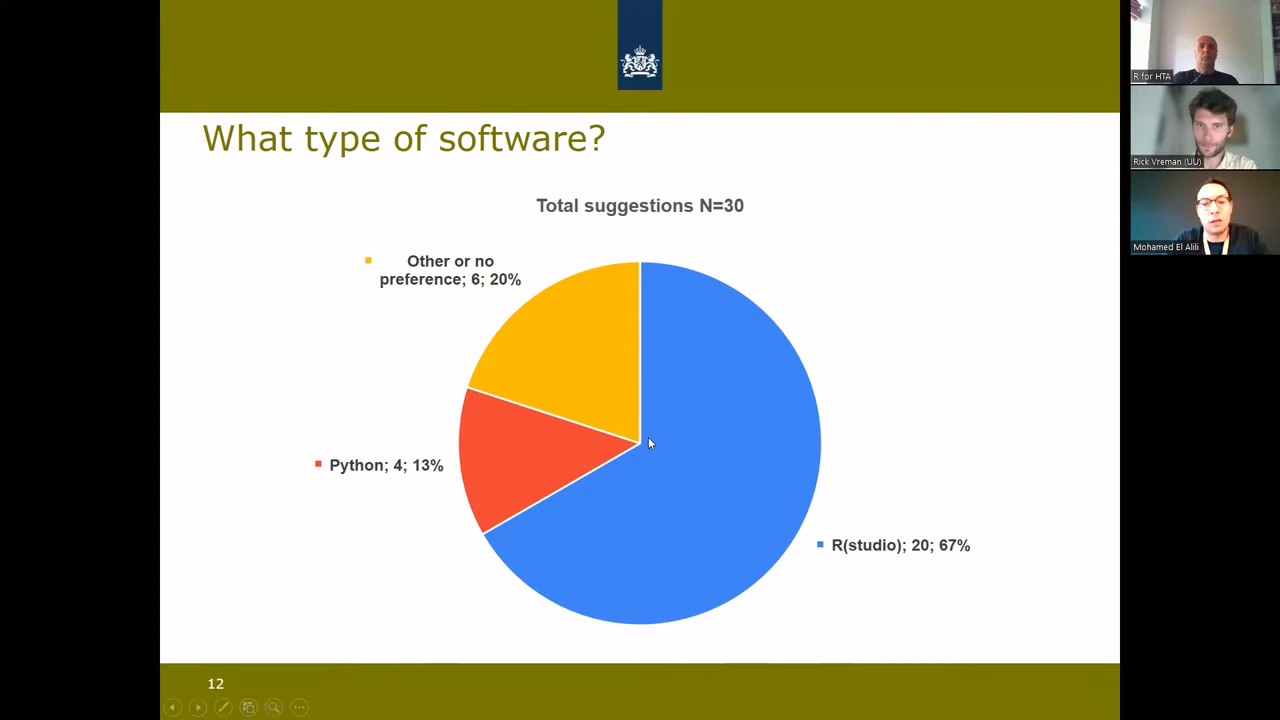 What type of software?
Total suggestions N=30
Other or no
preference; 6; 20%
Python; 4; 13%
R(studio); 20; 67%
12
R for HTA
Rick Vreman (UU)
Mohamed El Alili